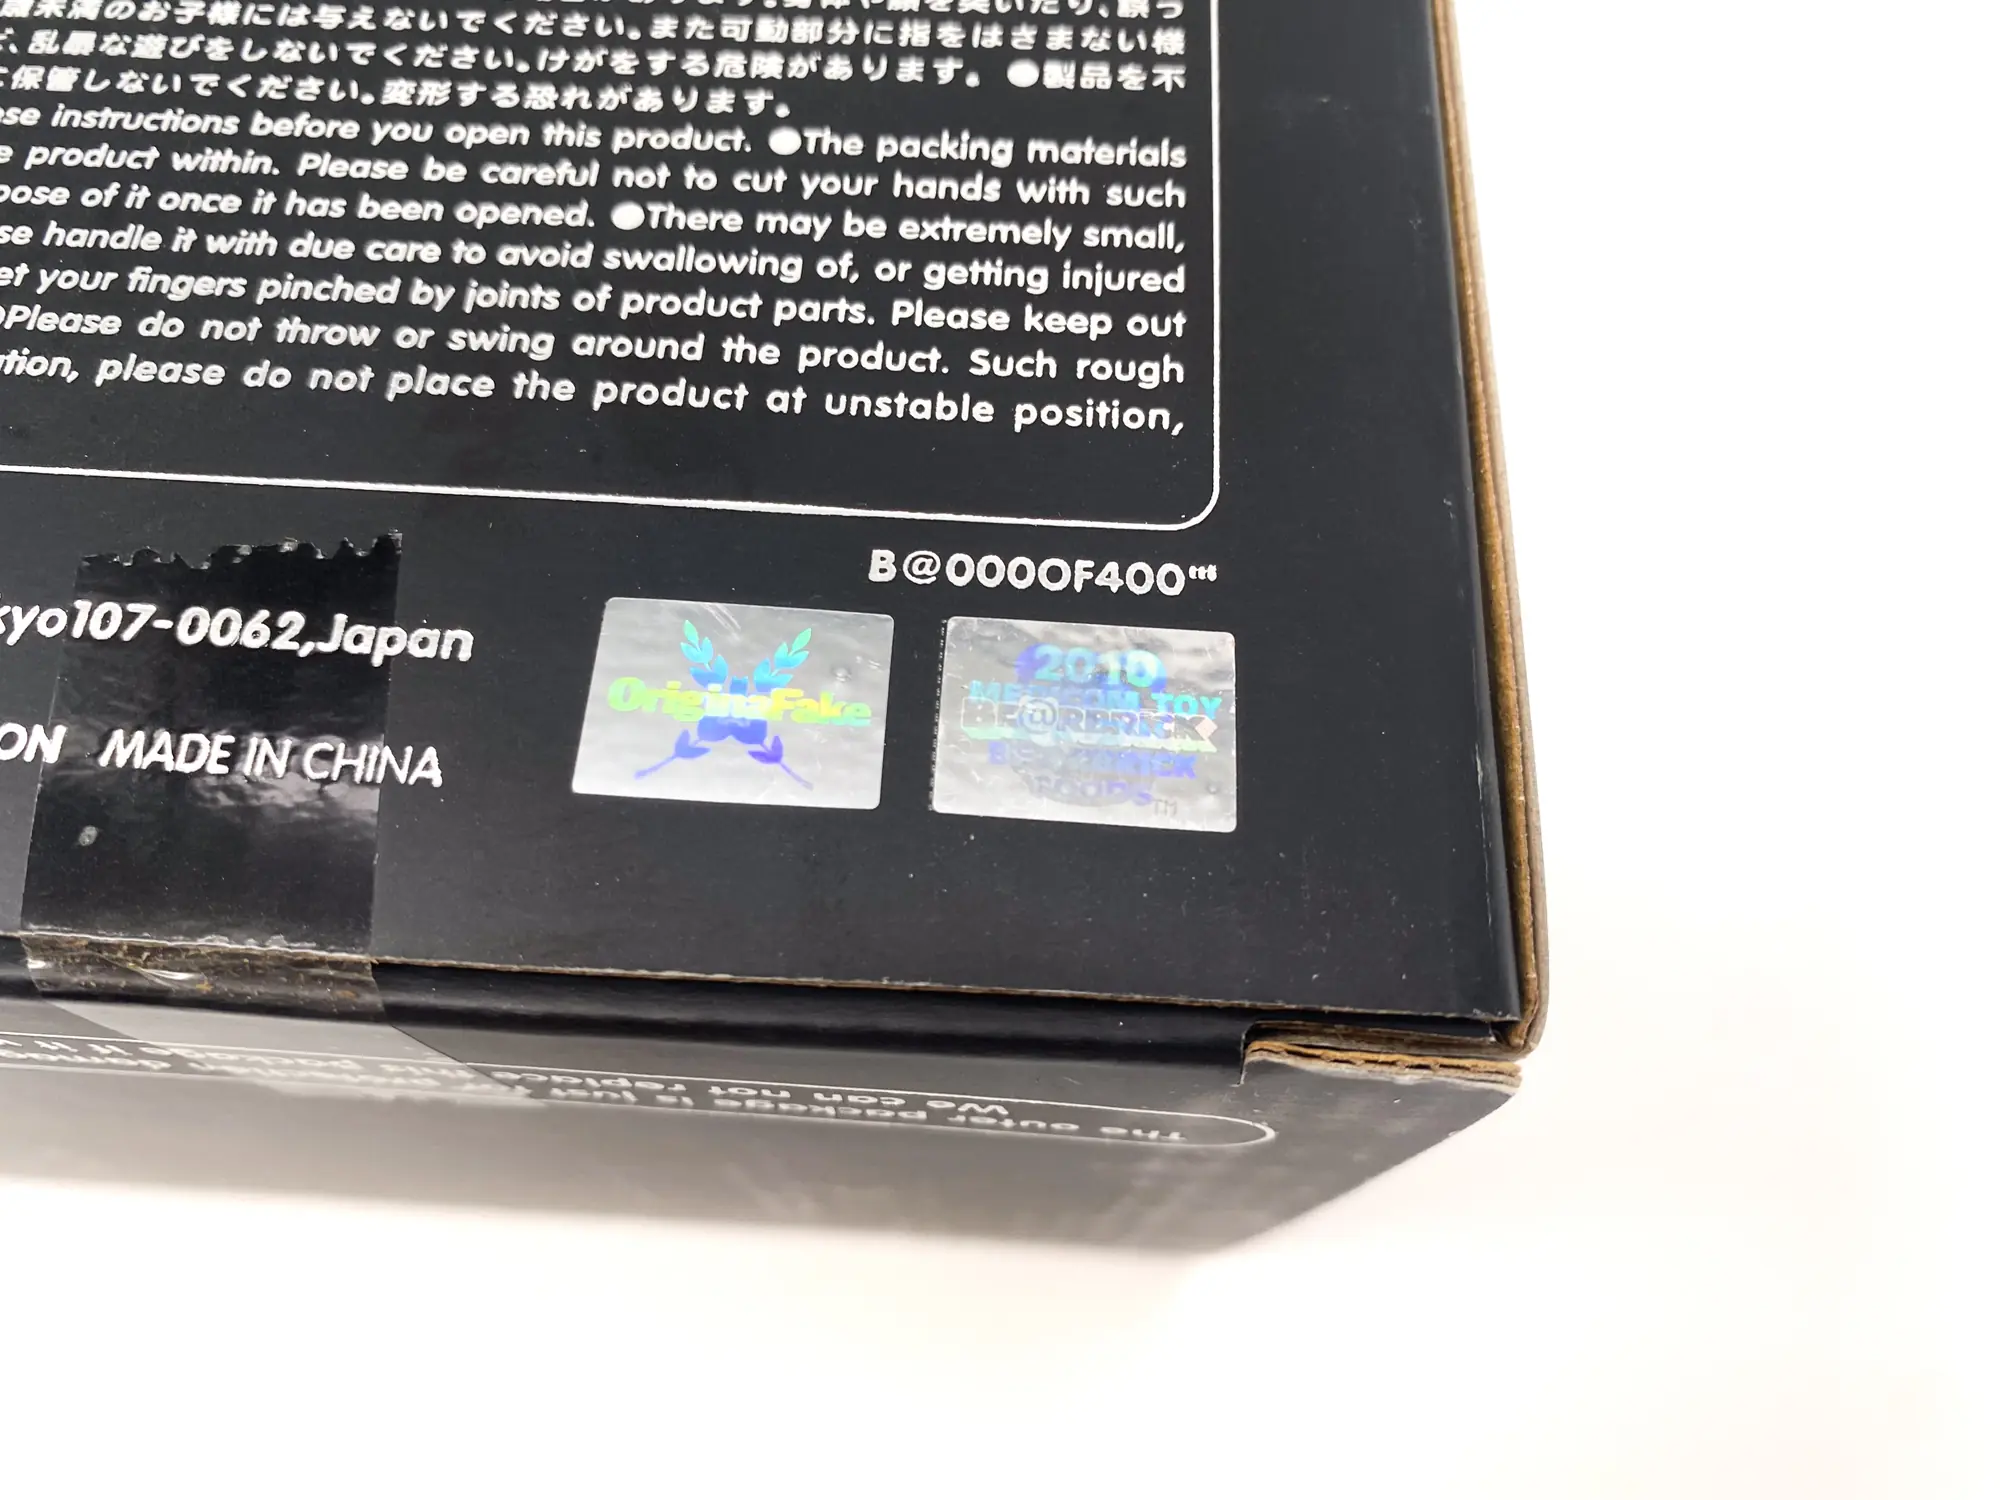 未満のお子様には与えないでください。また可動部分に指をはさまない様
、乱暴な遊びをしないでください。けがをする危険があります。 ●製品を不
保管しないでください。変形する恐れがあります。
se instructions before you open this product. ●The packing materials
e product within. Please be careful not to cut your hands with such
pose of it once it has been opened. ●There may be extremely small,
se handle it with due care to avoid swallowing of, or getting injured
et your fingers pinched by joints of product parts. Please keep out
Please do not throw or swing around the product. Such rough
tion, please do not place the product at unstable position,
B@000OF400
kyo107-0062,Japan
ON MADE IN CHINA
OriginalFake
2010
MEDICOM TOY
BE@RBRICK
BE@RBRICK
FOODS TM
The outer package is just
We can not replace this package if it